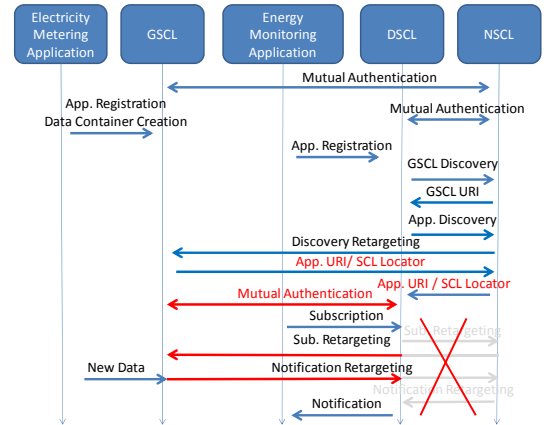 Electricity
Metering
Application
GSCL
Energy
Monitoring
Application
DSCL
NSCL
Mutual Authentication
App. Registration
Data Container Creation
Mutual Authentication
App. Registration
GSCL Discovery
GSCL URI
App. Discovery
Discovery Retargeting
App. URI/ SCL Locator
App. URI / SCL Locator
Mutual Authentication
Subscription
Sub. Retargeting
Sub. Retargeting
New Data
Notification Retargeting
Notification Retargeting
Notification